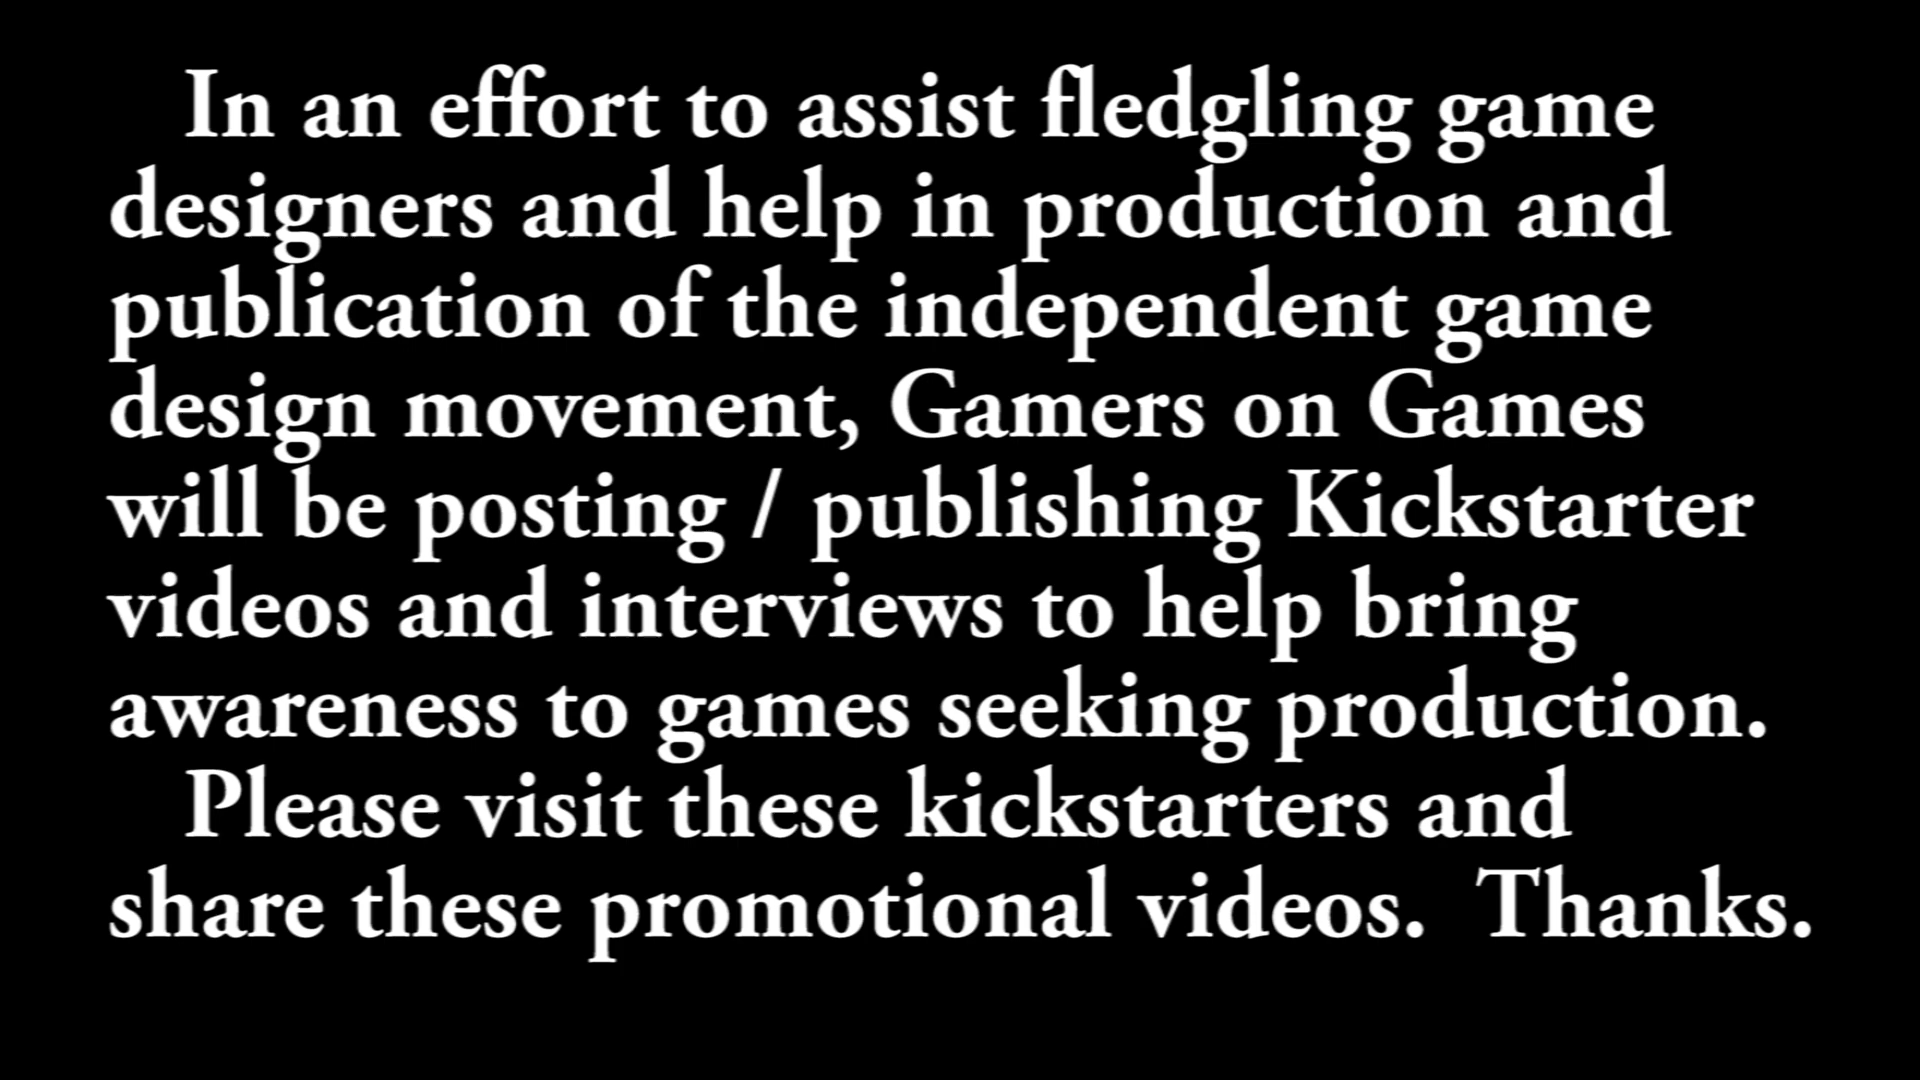 In an effort to assist fledgling game
designers and help in production and
publication of the independent game
design movement, Gamers on Games
will be posting / publishing Kickstarter
videos and interviews to help bring
awareness to games seeking production.
Please visit these kickstarters and
share these promotional videos.  Thanks.